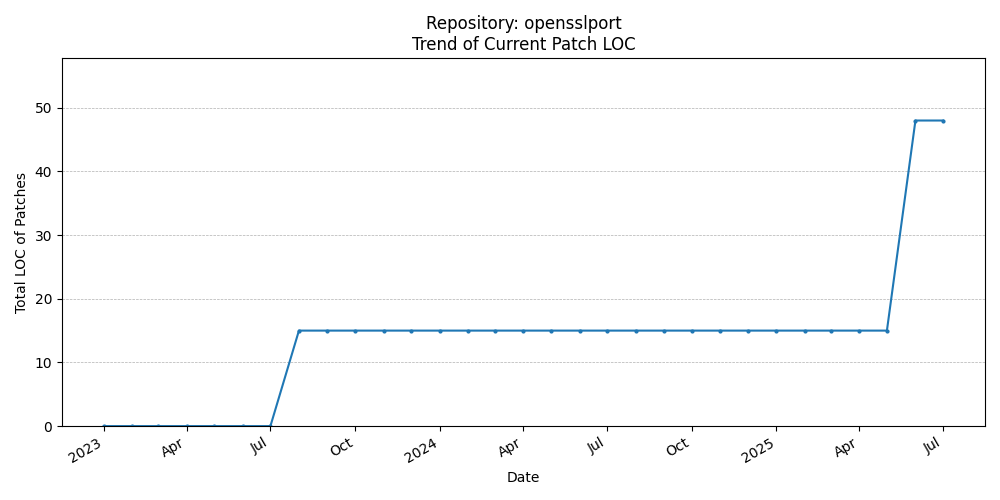 Repository: opensslport
Trend of Current Patch LOC
Total LOC of Patches
50
40
30
20
10
0
2023
Apr
Jul
Oct
2024
Apr
Jul
Oct
2025
Apr
Jul
Date